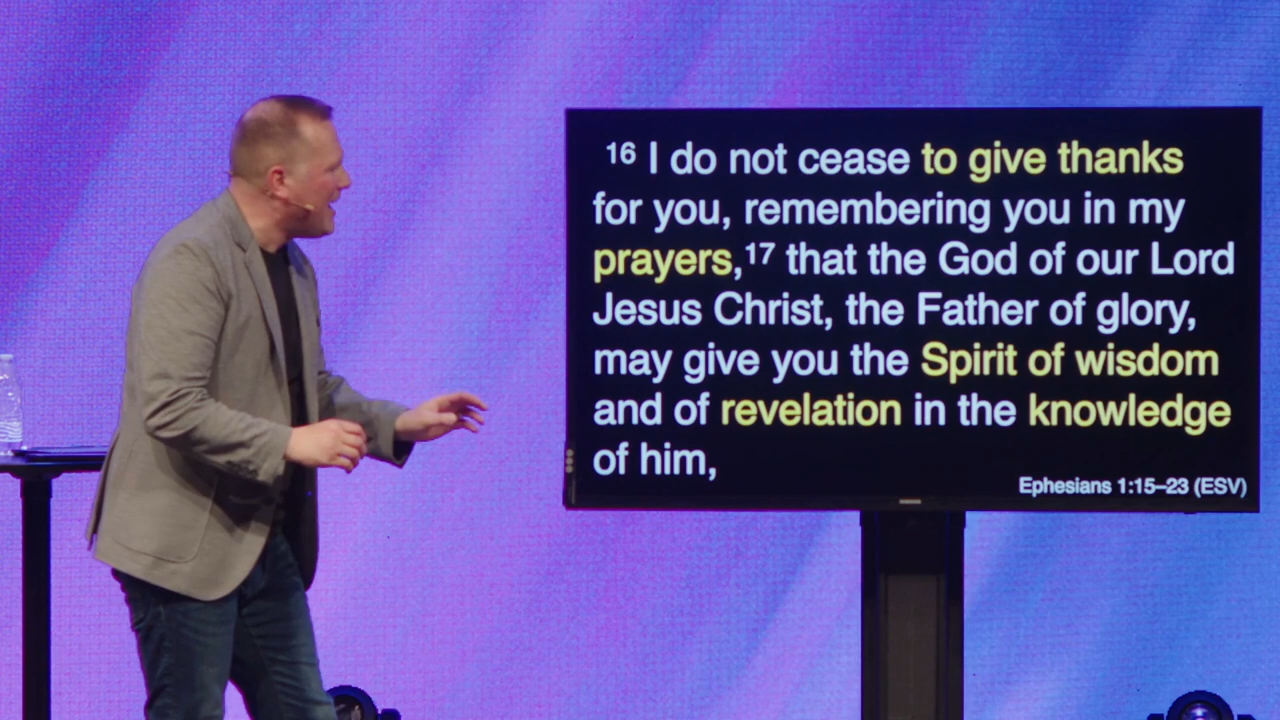 16 I do not cease to give thanks
for you, remembering you in my
prayers,17 that the God of our Lord
Jesus Christ, the Father of glory,
may give you the Spirit of wisdom
and of revelation in the knowledge
of him,
Ephesians 1:15–23 (ESV)